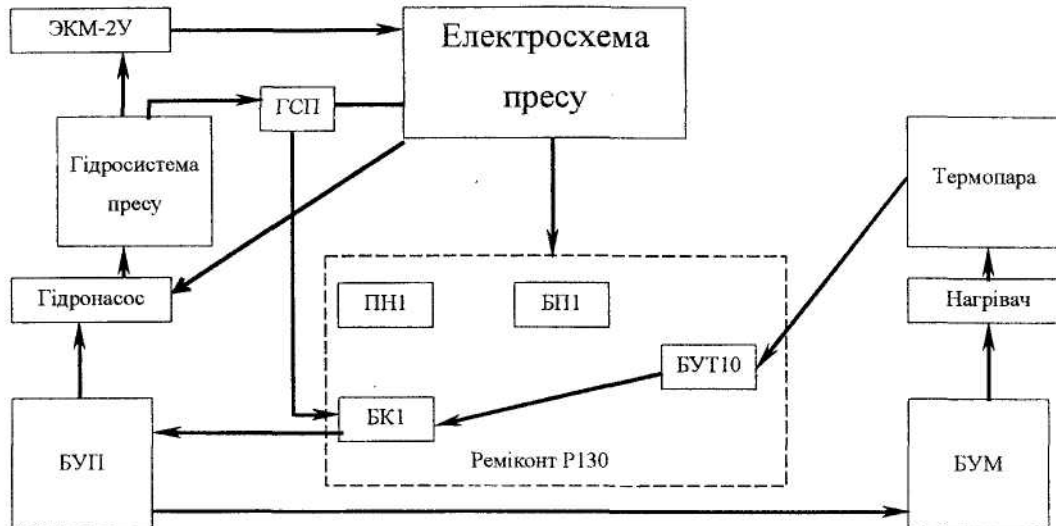 ЭКМ-2У
Електросхема
пресу
ГСП
Гідросистема
пресу
Термопара
Гідронасос
ПН1
БП1
Нагрівач
БУТ10
БК1
БУП
Реміконт Р130
БУМ